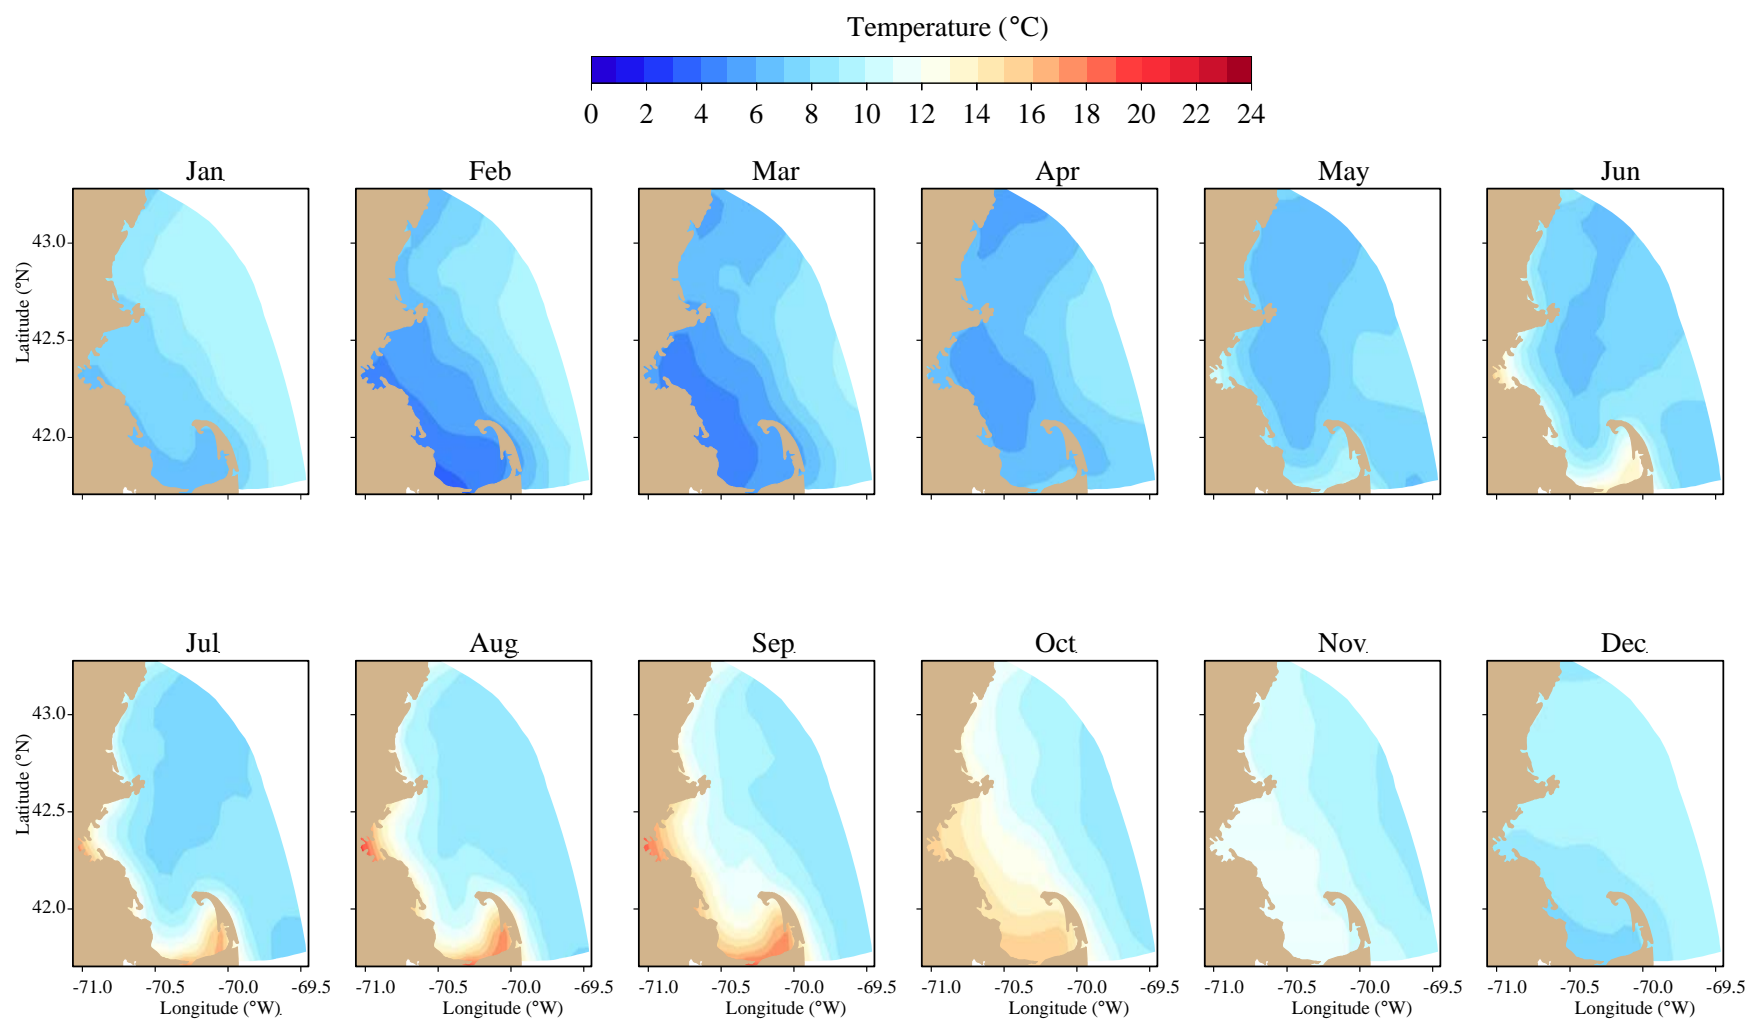 Temperature (°C)
0 2 4 6 8 10 12 14 16 18 20 22 24
Jan Feb Mar Apr May Jun
43.0
42.5
42.0
Latitude (°N)
Jul Aug Sep Oct Nov Dec
43.0
42.5
42.0
Latitude (°N)
-71.0 -70.5 -70.0 -69.5 -71.0 -70.5 -70.0 -69.5 -71.0 -70.5 -70.0 -69.5 -71.0 -70.5 -70.0 -69.5 -71.0 -70.5 -70.0 -69.5 -71.0 -70.5 -70.0 -69.5
Longitude (°W) Longitude (°W) Longitude (°W) Longitude (°W) Longitude (°W) Longitude (°W)